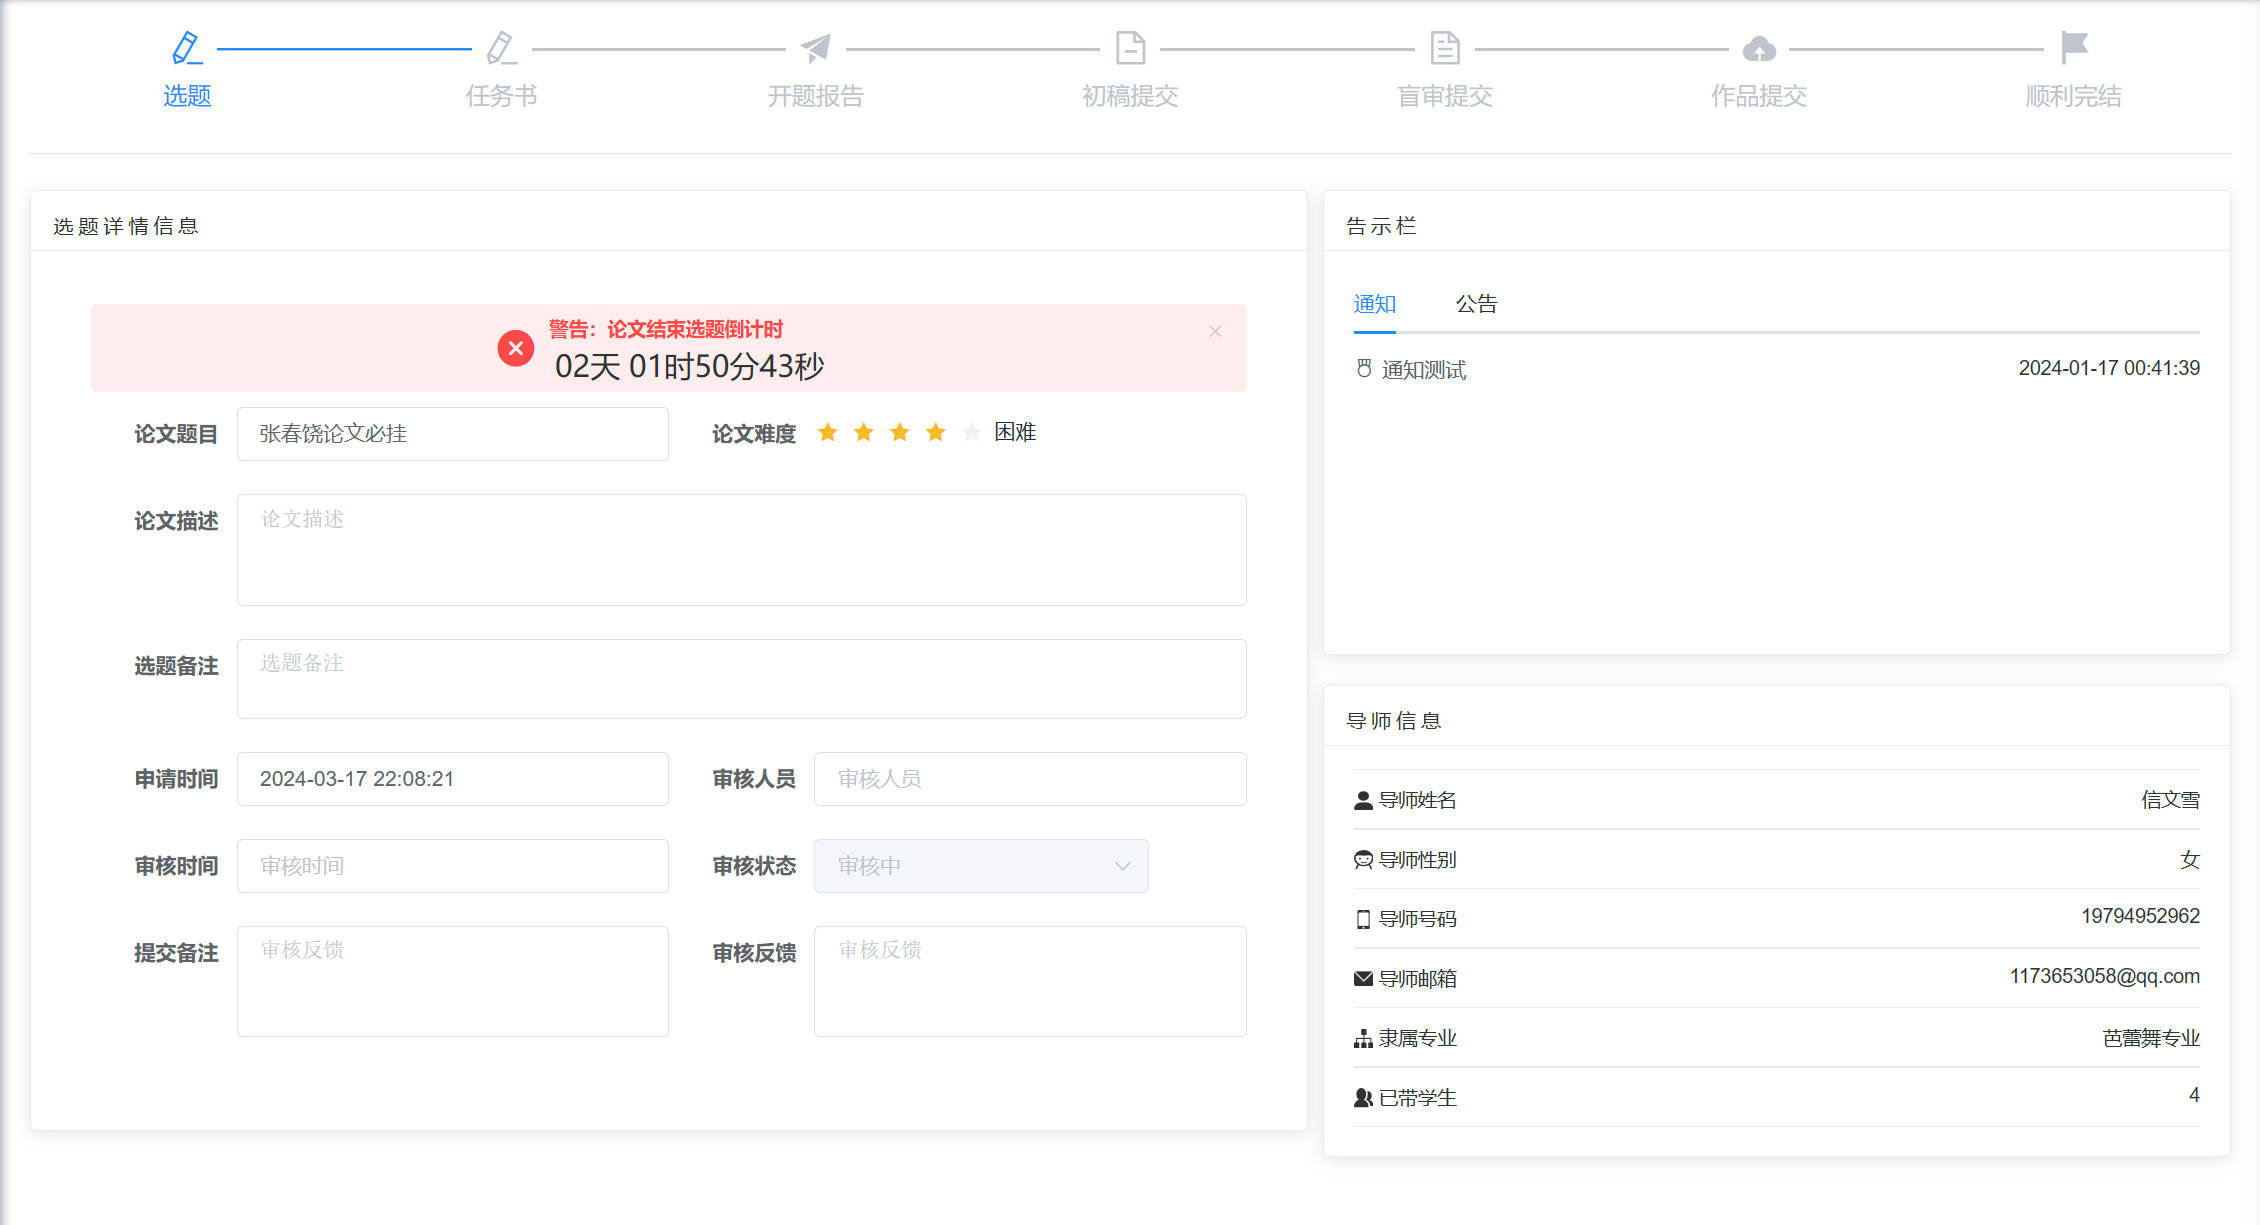 选题
任务书
开题报告
初稿提交
盲审提交
作品提交
顺利完结
选题详情信息
警告：论文结束选题倒计时
02天 01时50分43秒
论文题目 张春饶论文必挂
论文难度 困难
论文描述 论文描述
选题备注 选题备注
申请时间 2024-03-17 22:08:21
审核人员 审核人员
审核时间 审核时间
审核状态 审核中
提交备注 审核反馈
审核反馈 审核反馈
告示栏
通知 公告
通知测试 2024-01-17 00:41:39
导师信息
导师姓名 信文雪
导师性别 女
导师号码 19794952962
导师邮箱 1173653058@qq.com
隶属专业 芭蕾舞专业
已带学生 4